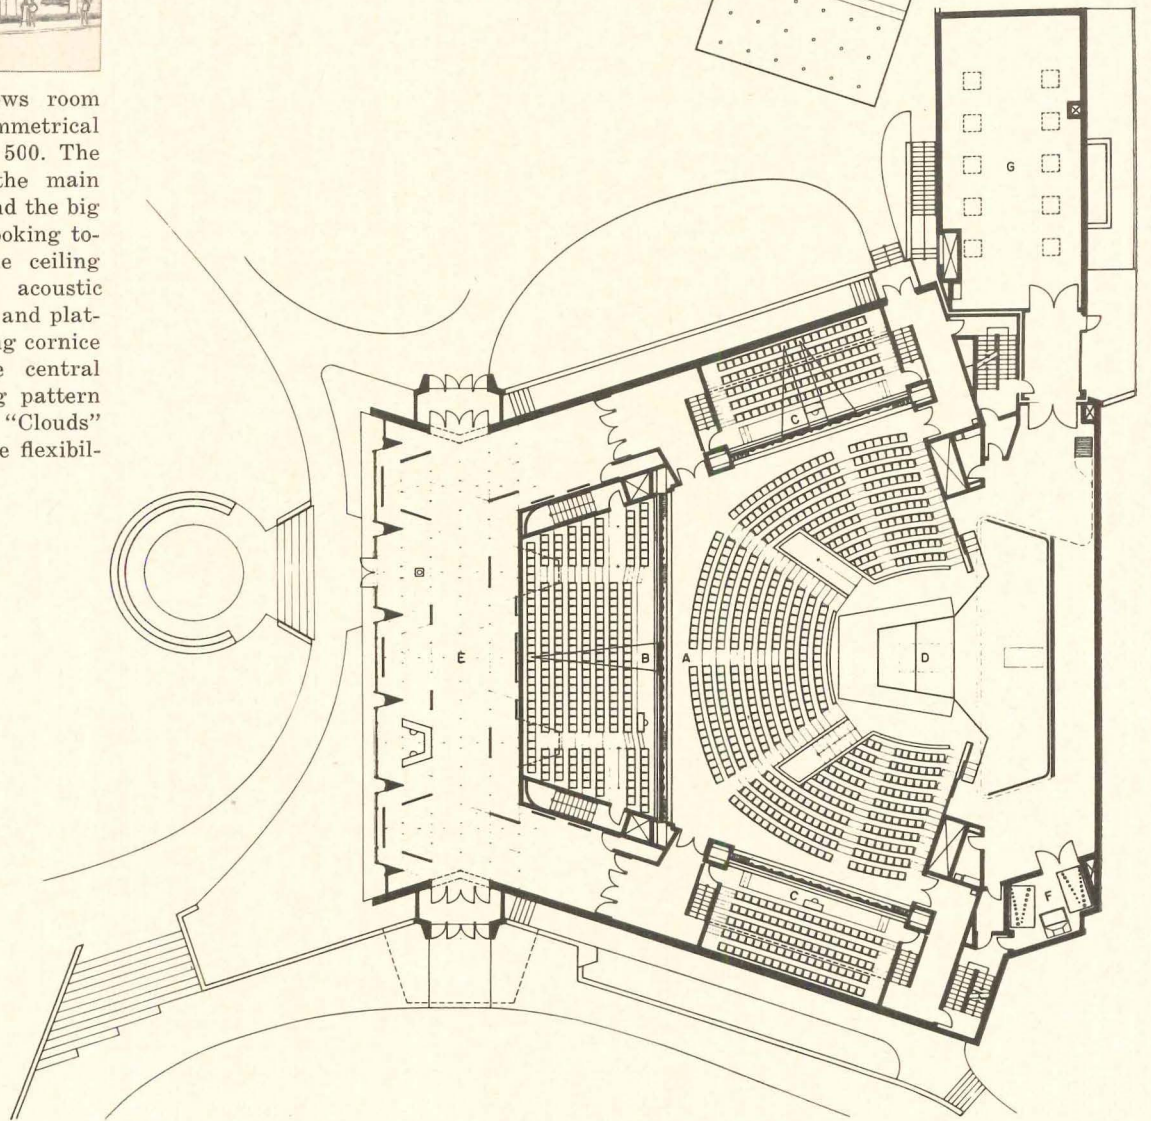 ws room
mmetrical
500. The
the main
nd the big
ooking to-
e ceiling
acoustic
and plat-
g cornice
e central
g pattern
“Clouds”
e flexibil-
G
C
E
B
A
D
C
F